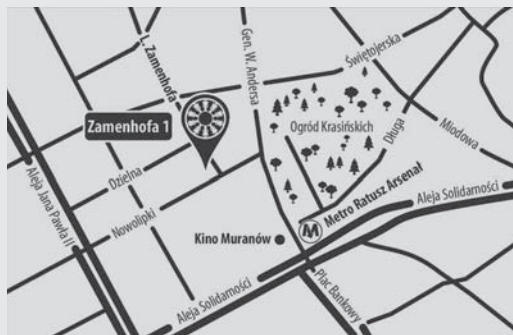 L. Zamenhofa
Gen. W. Andersa
Świętojerska
Zamenhofa 1
Ogród Krasińskich
Długa
Miodowa
Dzielna
Aleja Jana Pawła II
Nowolipki
Metro Ratusz Arsenał
M
Aleja Solidarności
Kino Muranów
Aleja Solidarności
Plac Bankowy